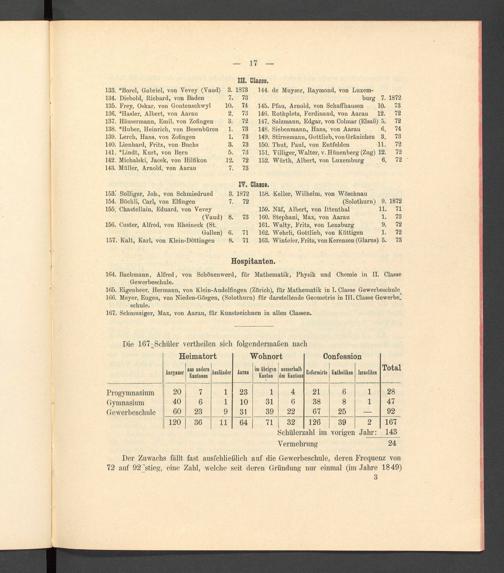 — 17 —
III. Classe.
133. *Borel, Gabriel, von Vevey (Vaud) 3. 1873
134. Diebold, Richard, von Baden 7. 73
135. Frey, Oskar, von Gontenschwyl 10. 74
136. *Hasler, Albert, von Aarau 2. 73
137. Häusermann, Emil, von Zofingen 3. 72
138. *Huber, Heinrich, von Besenbüren 1. 73
139. Lerch, Hans, von Zofingen 1. 73
140. Lienhard, Fritz, von Buchs 3. 73
141. *Lindt, Kurt, von Bern 5. 73
142. Michalski, Jacek, von Hilfikon 12. 72
143. Müller, Arnold, von Aarau 7. 73
144. de Muyser, Raymond, von Luxem-
burg 7. 1872
145. Pfau, Arnold, von Schaffhausen 10. 73
146. Rothpletz, Ferdinand, von Aarau 12. 72
147. Salzmann, Edgar, von Colmar (Elsaß) 5. 72
148. Siebenmann, Hans, von Aarau 6. 74
149. Stirnemann, Gottlieb, von Gränichen 3. 73
150. Thut, Paul, von Entfelden 11. 72
151. Villiger, Walter, v. Hünenberg (Zug) 12. 72
152. Würth, Albert, von Luxemburg 6. 72
IV. Classe.
153. Bolliger, Joh., von Schmiedrued 3. 1872
154. Büchli, Carl, von Elfingen 7. 72
155. Chastellain, Eduard, von Vevey
(Vaud) 8. 73
156. Custer, Alfred, von Rheineck (St.
Gallen) 6. 71
157. Kalt, Karl, von Klein-Döttingen 8. 71
158. Keller, Wilhelm, von Wöschnau
(Solothurn) 9. 1872
159. Näf, Albert, von Ittenthal 11. 71
160. Stephani, Max, von Aarau 1. 73
161. Walty, Fritz, von Lenzburg 9. 72
162. Wehrli, Gottlieb, von Küttigen 1. 72
163. Winteler, Fritz, von Kerenzen (Glarus) 5. 73
Hospitanten.
164. Bachmann, Alfred, von Schönenwerd, für Mathematik, Physik und Chemie in II. Classe
Gewerbeschule.
165. Eigenheer, Hermann, von Klein-Andelfingen (Zürich), für Mathematik in I. Classe Gewerbeschule
166. Meyer, Eugen, von Nieden-Gösgen, (Solothurn) für darstellende Geometrie in III. Classe Gewerbe-
schule.
167. Schmuziger, Max, von Aarau, für Kunstzeichnen in allen Classen.
Die 167 Schüler vertheilen sich folgendermaßen nach
Heimatort Wohnort Confession Total
Aargauer aus andern Kantonen Ausländer Aarau im übrigen Kanton ausserhalb des Kantons Reformirte Katholiken Israeliten
Progymnasium 20 7 1 23 1 4 21 6 1 28
Gymnasium 40 6 1 10 31 6 38 8 1 47
Gewerbeschule 60 23 9 31 39 22 67 25 — 92
120 36 11 64 71 32 126 39 2 167
Schülerzahl im vorigen Jahr: 143
Vermehrung 24
Der Zuwachs fällt fast aufschließlich auf die Gewerbeschule, deren Frequenz von
72 auf 92 stieg, eine Zahl, welche seit deren Gründung nur einmal (im Jahre 1849)
3